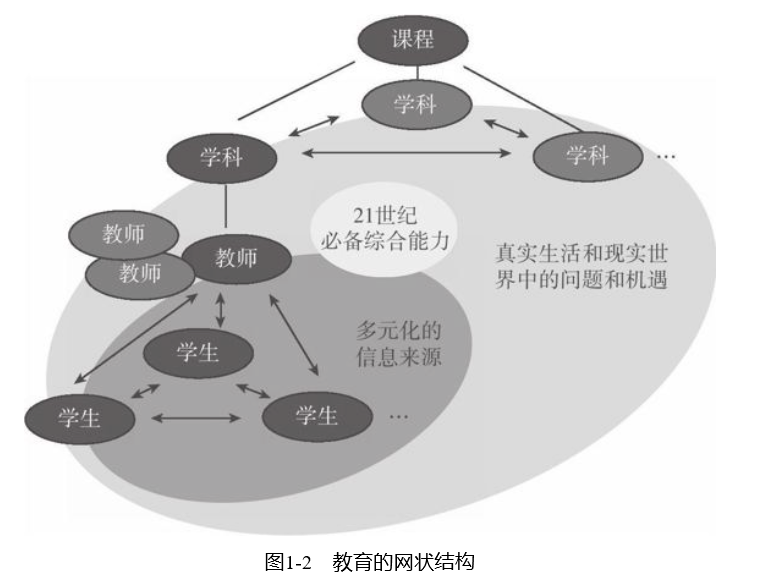 课程
学科
学科
学科
...
21世纪
必备综合能力
教师
教师
教师
真实生活和现实世
界中的问题和机遇
多元化的
信息来源
学生
学生
学生
...
图1-2 教育的网状结构